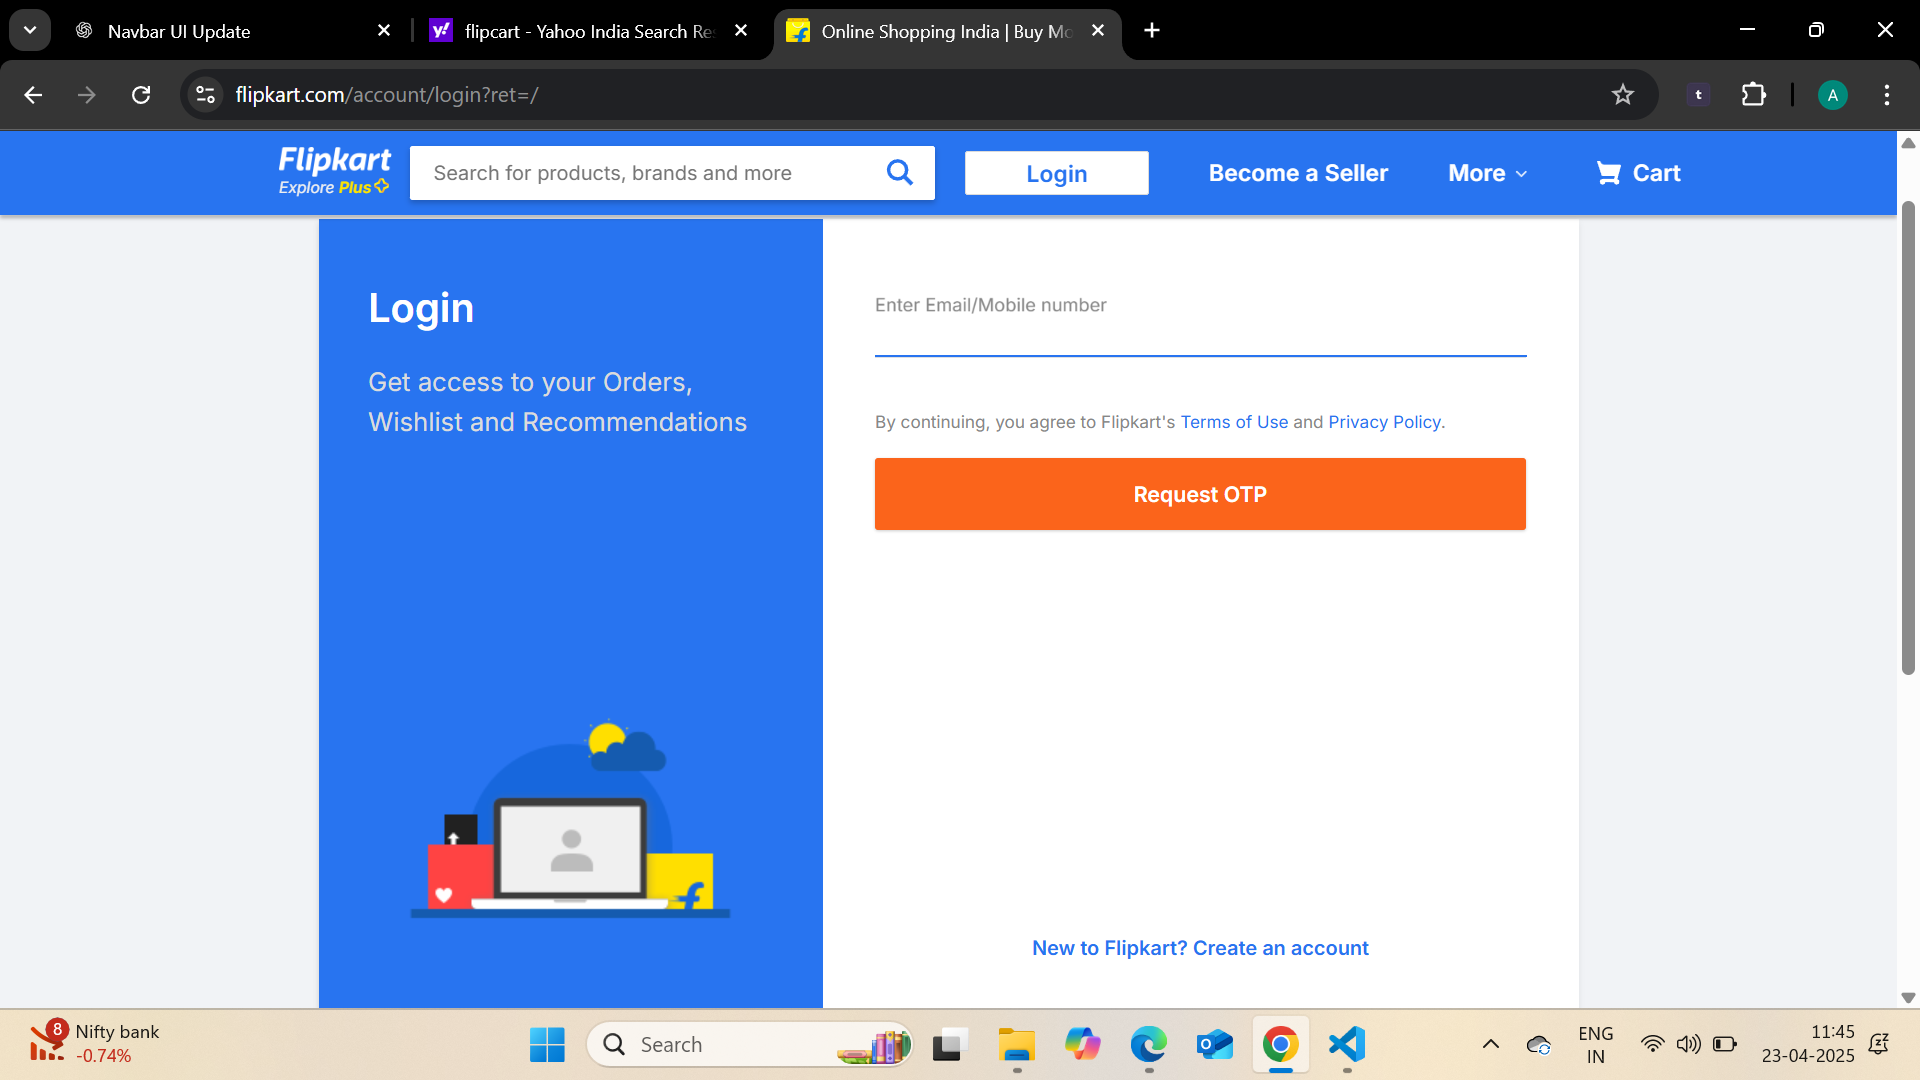 Navbar UI Update
flipcart - Yahoo India Search Re
Online Shopping India | Buy Mo
flipkart.com/account/login?ret=/
t
A
Flipkart
Explore Plus
Search for products, brands and more
Login
Become a Seller
More
Cart
Login
Get access to your Orders,
Wishlist and Recommendations
Enter Email/Mobile number
By continuing, you agree to Flipkart's Terms of Use and Privacy Policy.
Request OTP
New to Flipkart? Create an account
8
Nifty bank
-0.74%
Search
ENG
IN
11:45
23-04-2025